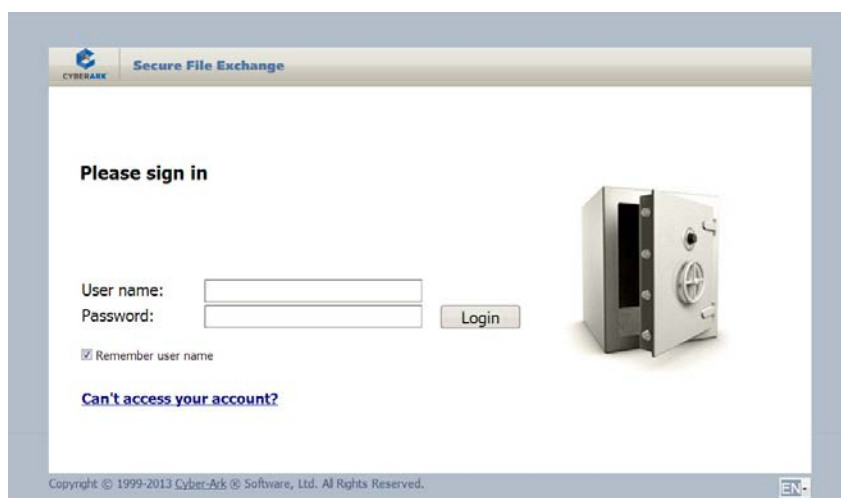 CYBERARK
Secure File Exchange
Please sign in
User name:
Password:
Login
Remember user name
Can't access your account?
Copyright © 1999-2013 Cyber-Ark ® Software, Ltd. All Rights Reserved.
EN